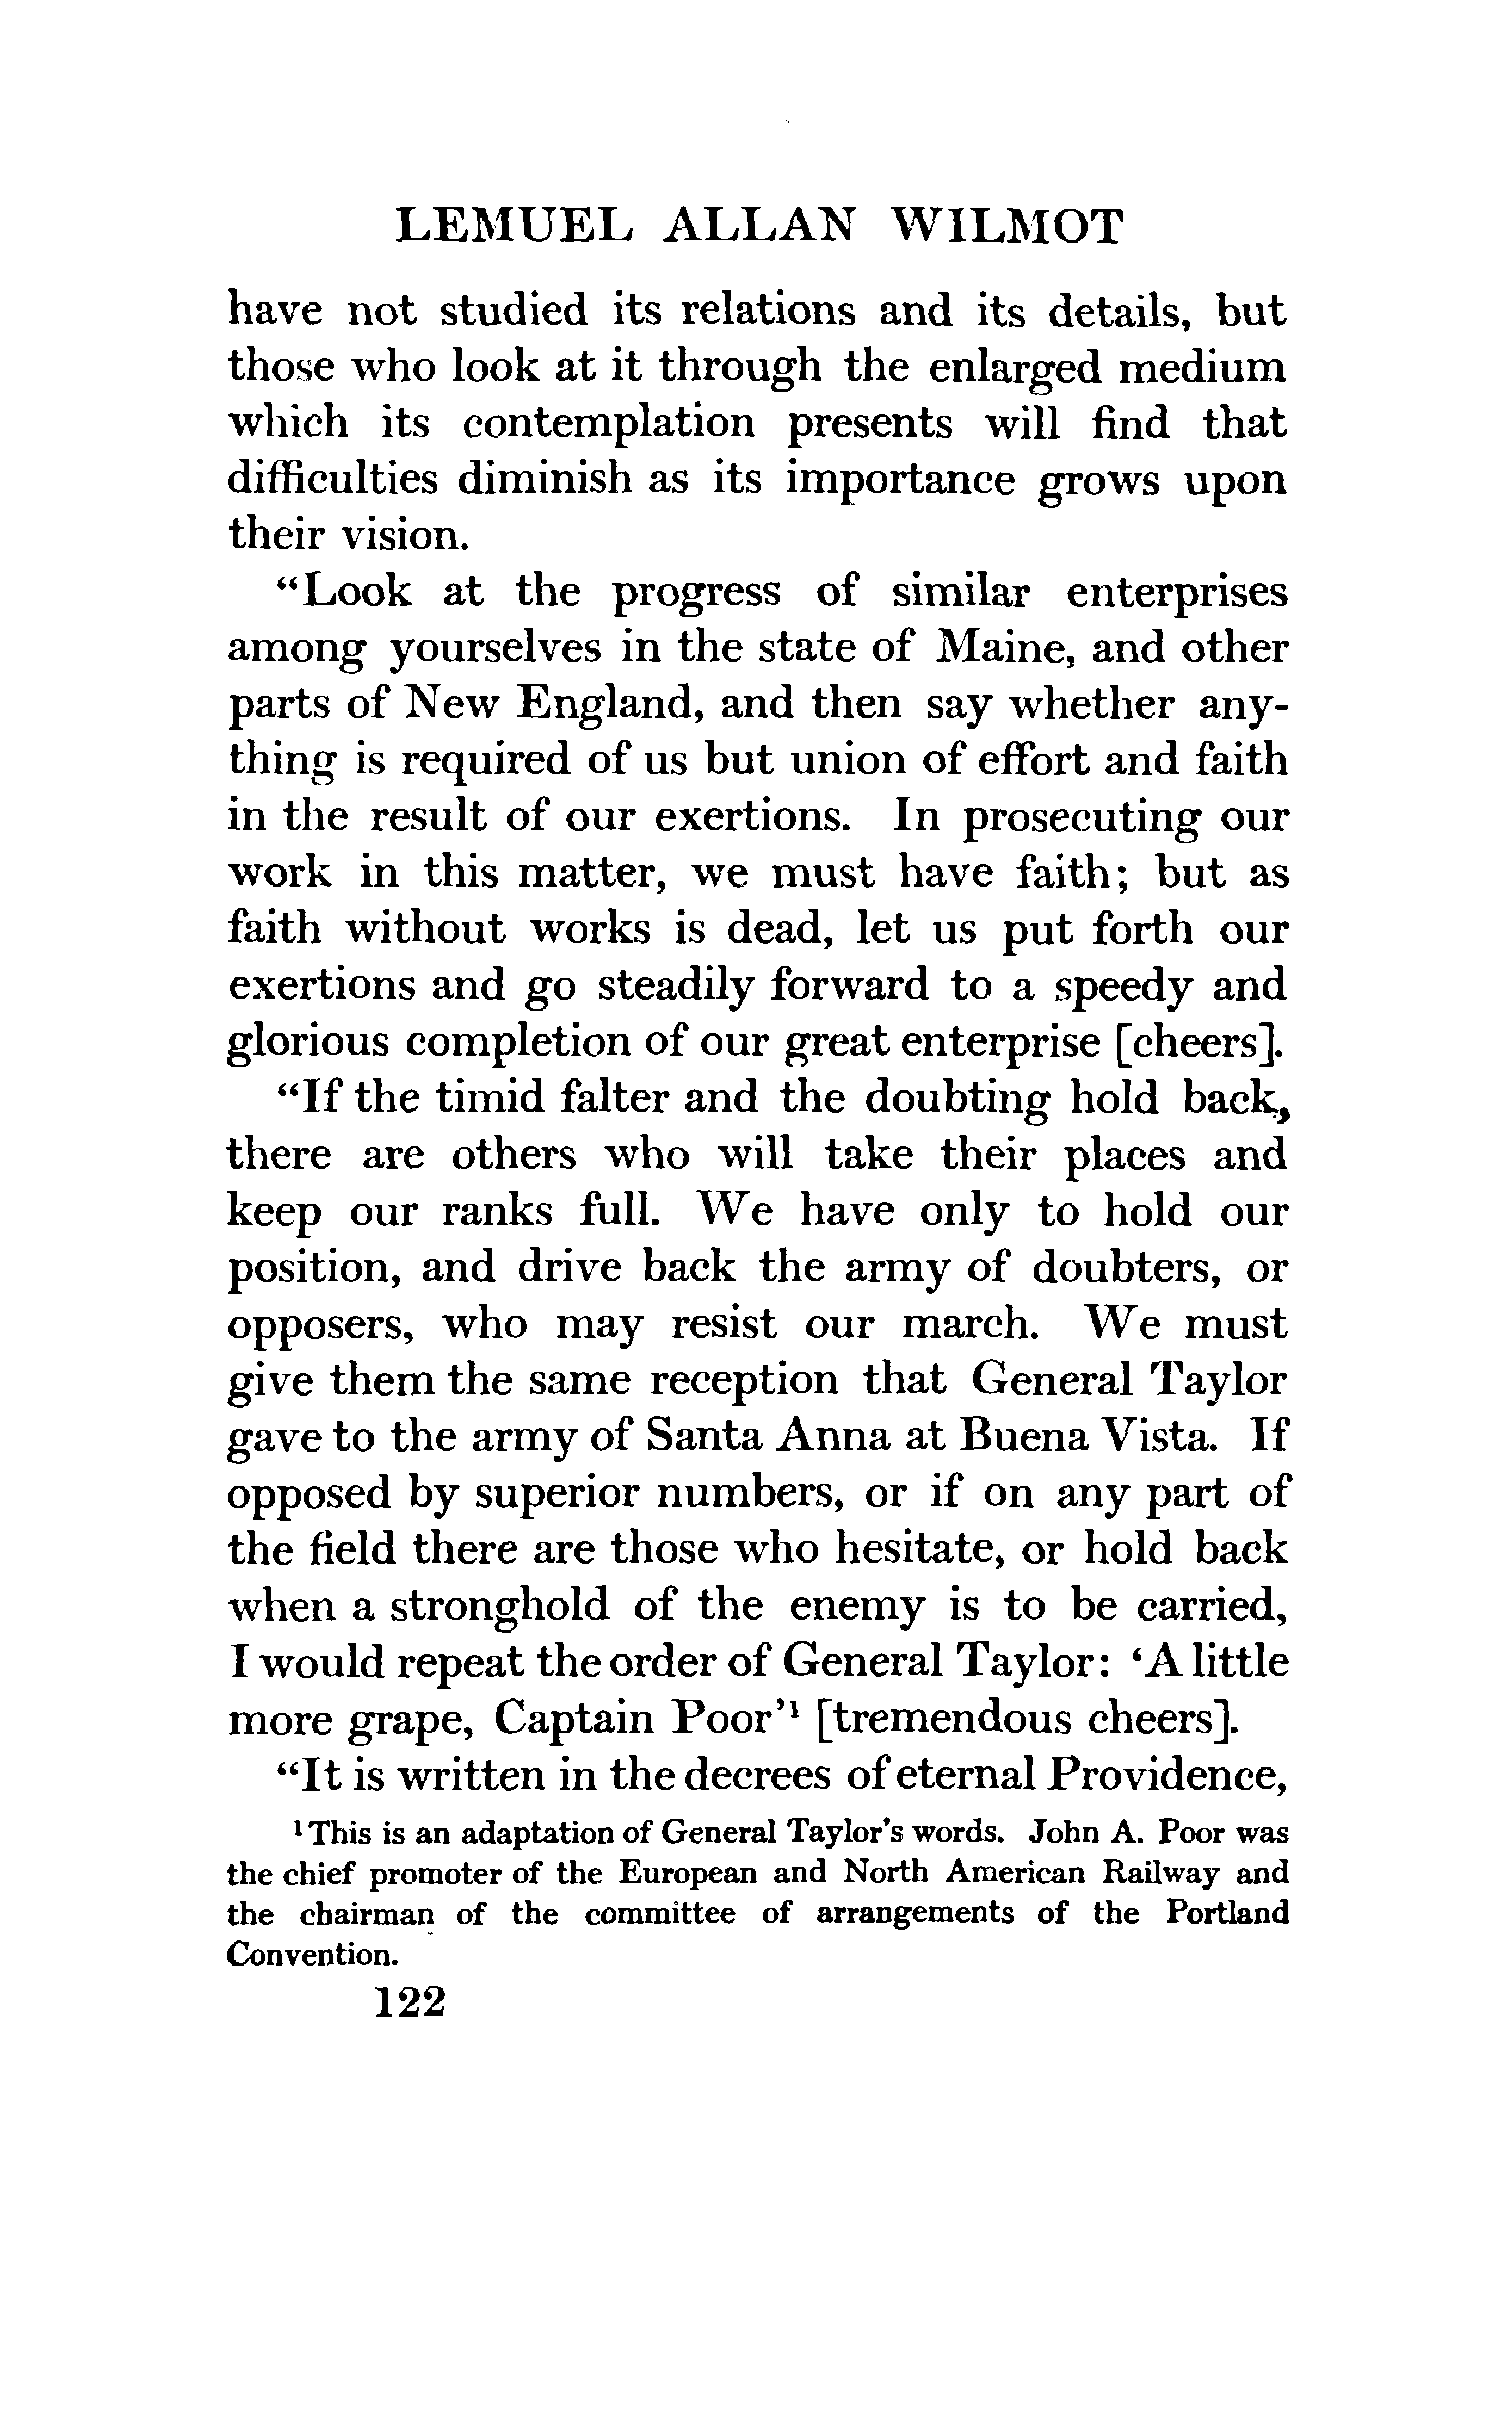 LEMUEL ALLAN WILMOT
have not studied its relations and its details, but
those who look at it through the enlarged medium
which its contemplation presents will find that
difficulties diminish as its importance grows upon
their vision.
“Look at the progress of similar enterprises
among yourselves in the state of Maine, and other
parts of New England, and then say whether any-
thing is required of us but union of effort and faith
in the result of our exertions. In prosecuting our
work in this matter, we must have faith; but as
faith without works is dead, let us put forth our
exertions and go steadily forward to a speedy and
glorious completion of our great enterprise [cheers].
“If the timid falter and the doubting hold back,
there are others who will take their places and
keep our ranks full. We have only to hold our
position, and drive back the army of doubters, or
opposers, who may resist our march. We must
give them the same reception that General Taylor
gave to the army of Santa Anna at Buena Vista. If
opposed by superior numbers, or if on any part of
the field there are those who hesitate, or hold back
when a stronghold of the enemy is to be carried,
I would repeat the order of General Taylor: ‘A little
more grape, Captain Poor’¹ [tremendous cheers].
“It is written in the decrees of eternal Providence,
¹ This is an adaptation of General Taylor's words. John A. Poor was
the chief promoter of the European and North American Railway and
the chairman of the committee of arrangements of the Portland
Convention.
122